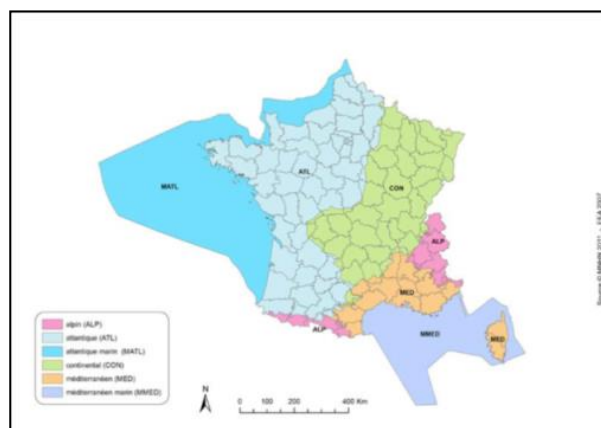 MATL
ATL
CON
ALP
MED
ALP
MMED
MED
alpin (ALP)
atlantique (ATL)
atlantique marin (MATL)
continental (CON)
méditerranéen (MED)
méditerranéen marin (MMED)
N
0 100 200 400 Km